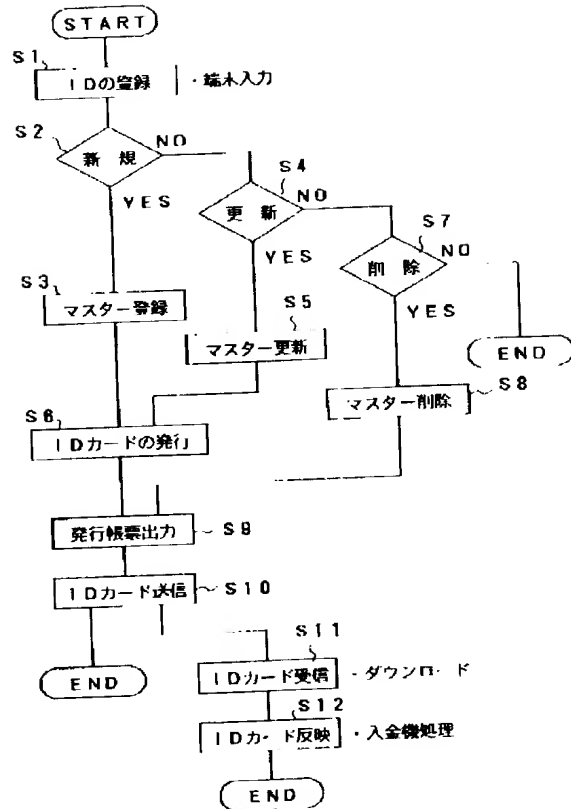 START
S1
IDの登録 ・端末入力
S2
新規
NO
YES
S4
更新
NO
YES
S7
削除
NO
YES
S3
マスター登録
S5
マスター更新
END
S8
マスター削除
S6
IDカードの発行
発行帳票出力 S9
IDカード送信 S10
END
S11
IDカード受信 ・ダウンロード
S12
IDカード反映 ・入金機処理
END